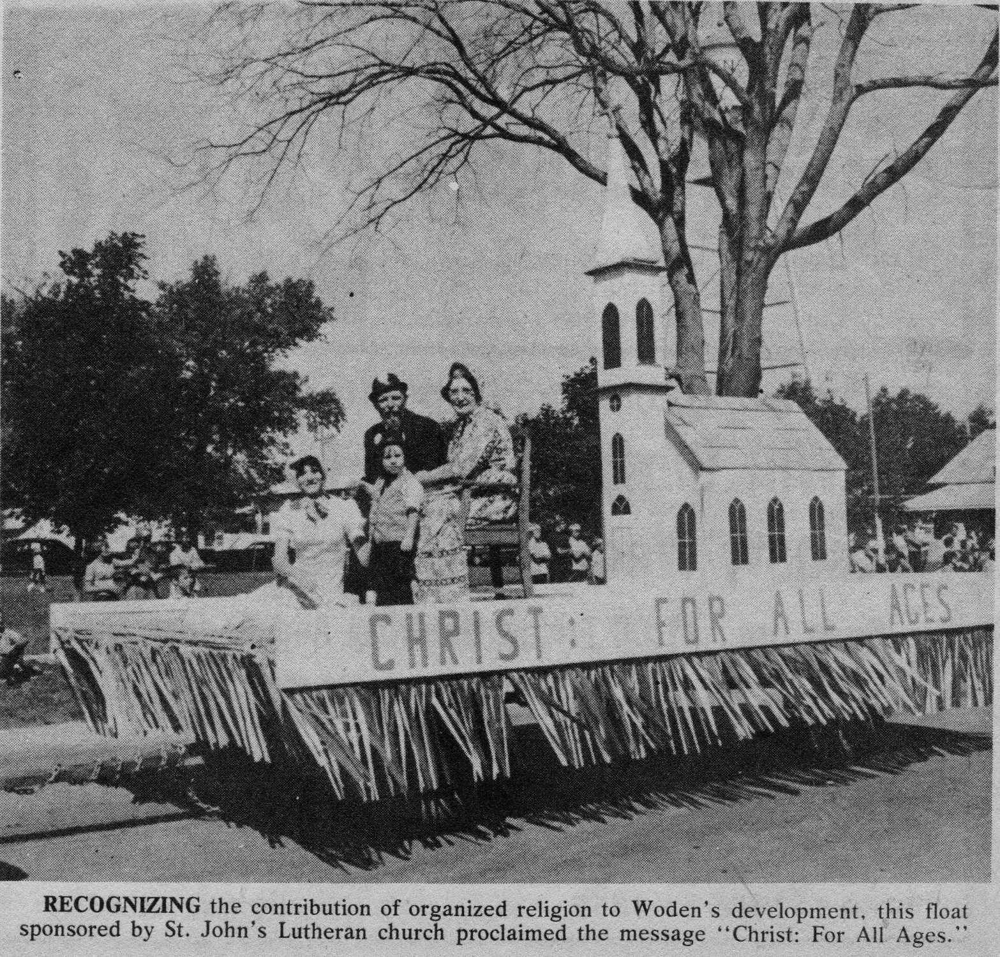 CHRIST: FOR ALL AGES
RECOGNIZING the contribution of organized religion to Woden's development, this float
sponsored by St. John's Lutheran church proclaimed the message "Christ: For All Ages."